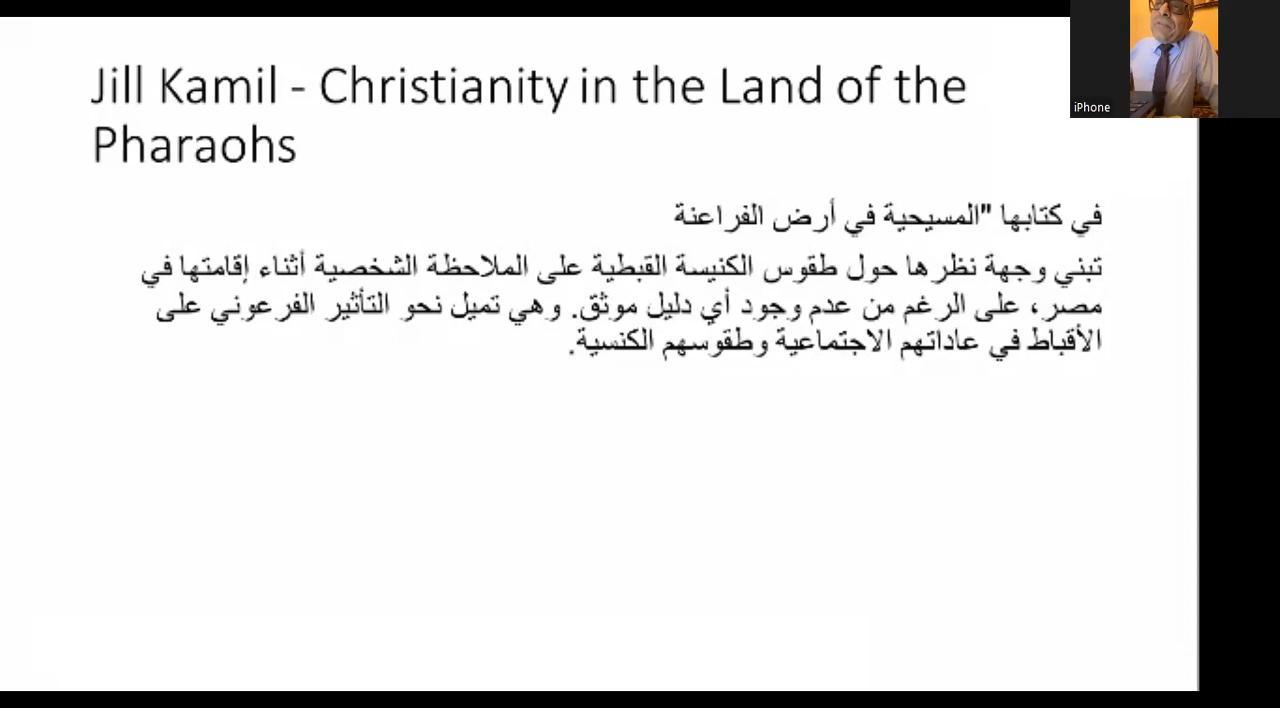 Jill Kamil - Christianity in the Land of the
Pharaohs
في كتابها "المسيحية في أرض الفراعنة
تبني وجهة نظرها حول طقوس الكنيسة القبطية على الملاحظة الشخصية أثناء إقامتها في
مصر، على الرغم من عدم وجود أي دليل موثق. وهي تميل نحو التأثير الفرعوني على
الأقباط في عاداتهم الاجتماعية وطقوسهم الكنسية.
iPhone